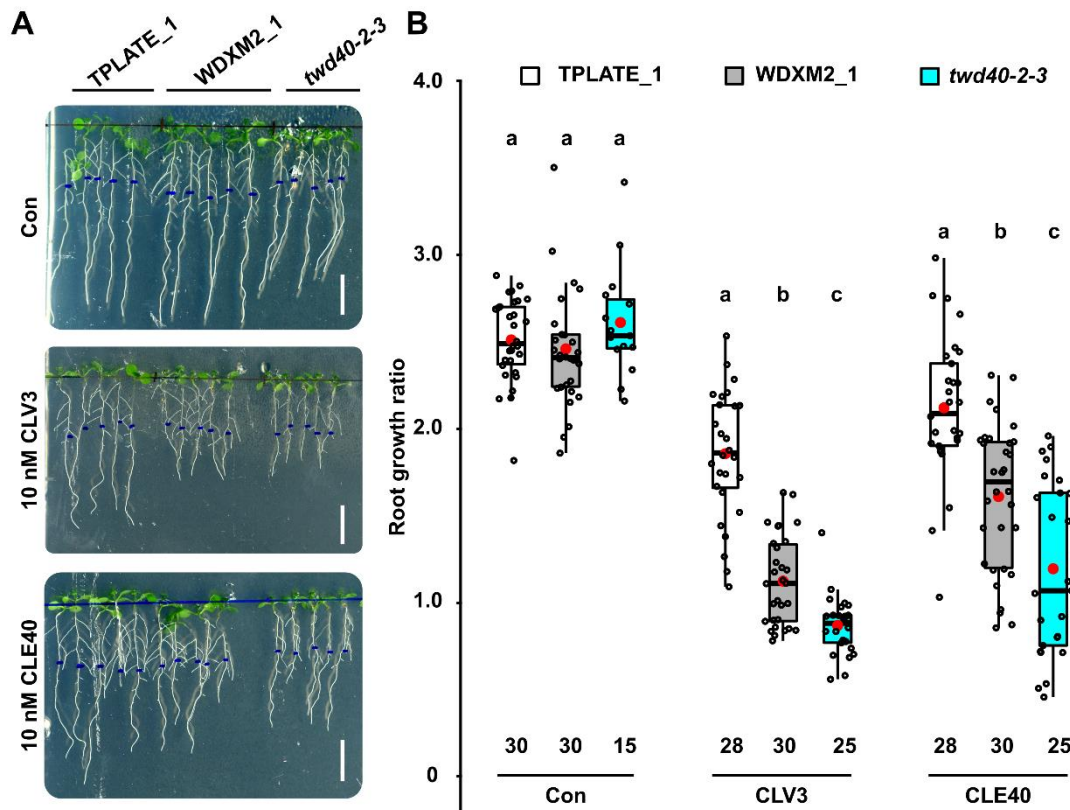 A
TPLATE_1
WDXM2_1
twd40-2-3
Con
10 nM CLV3
10 nM CLE40
B
TPLATE_1 WDXM2_1 twd40-2-3
Root growth ratio
4.0
3.0
2.0
1.0
0
a a a
a b c
a b c
30 30 15 28 30 25 28 30 25
Con CLV3 CLE40